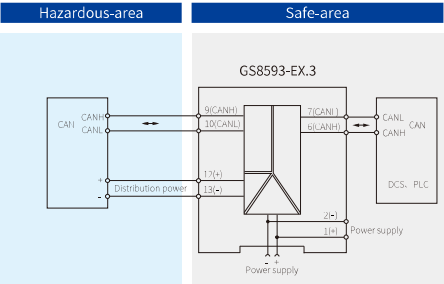 Hazardous-area
Safe-area
GS8593-EX.3
CAN
CANH
CANL
+
-
Distribution power
9(CANH)
10(CANL)
12(+)
13(-)
7(CANL)
6(CANH)
2(-)
1(+)
CANL
CANH
CAN
DCS、PLC
Power supply
- +
Power supply